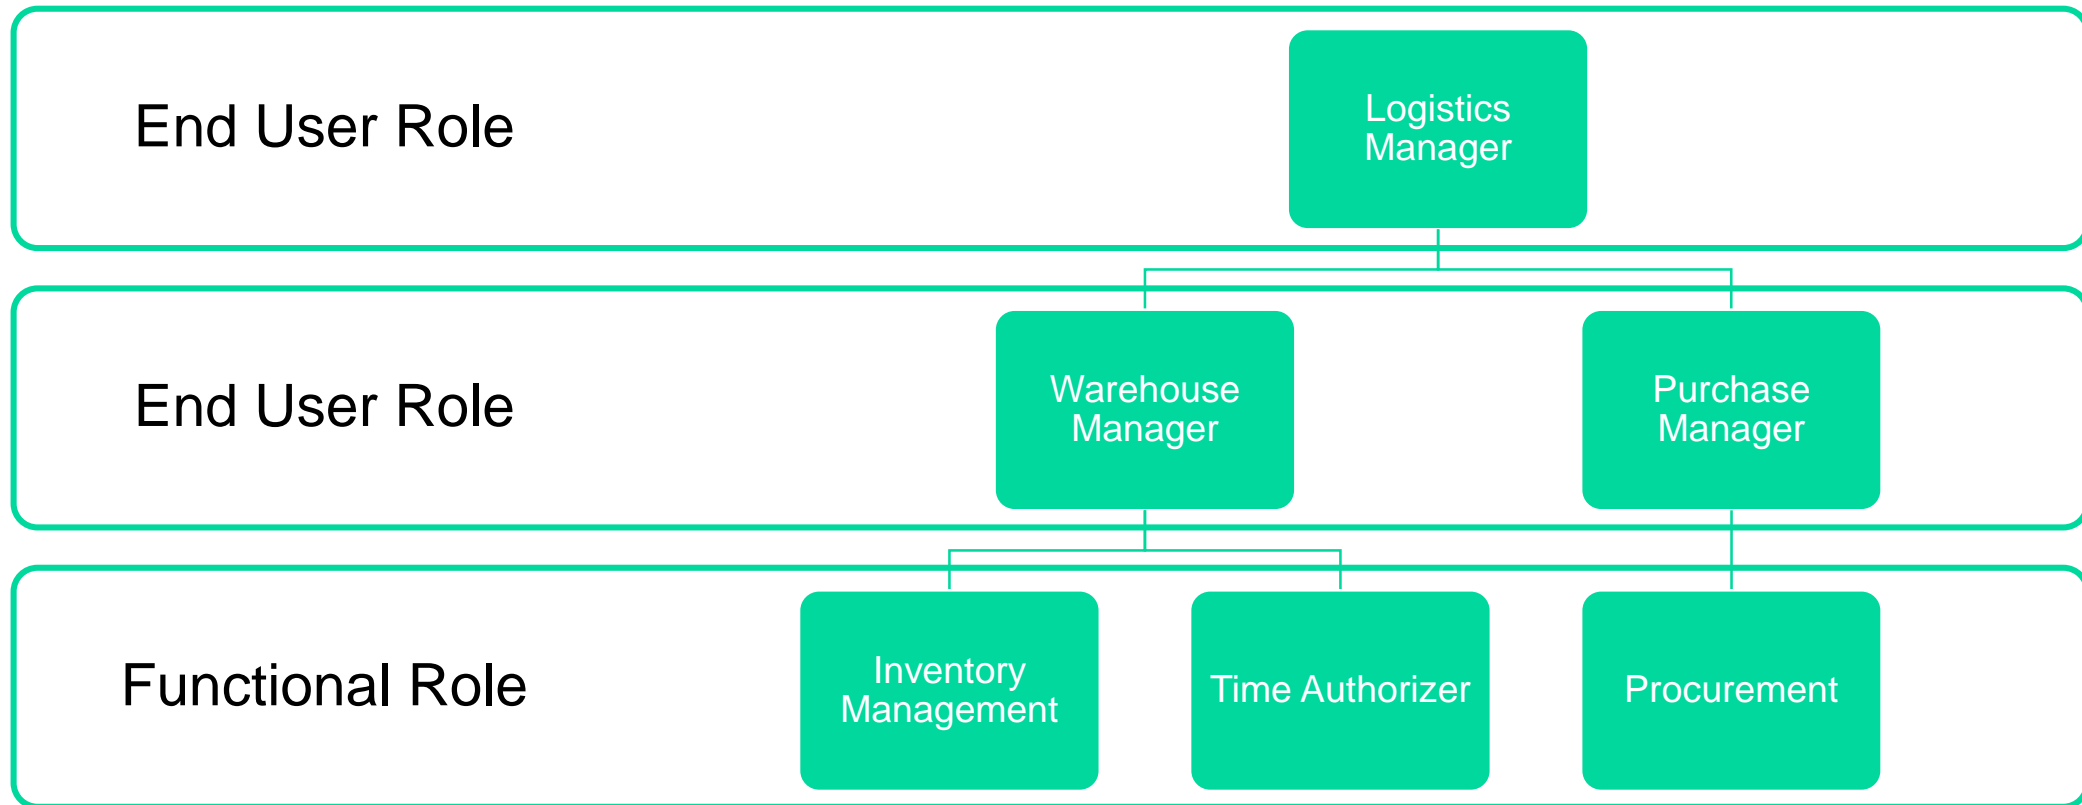 End User Role
Logistics
Manager
End User Role
Warehouse
Manager
Purchase
Manager
Functional Role
Inventory
Management
Time Authorizer
Procurement